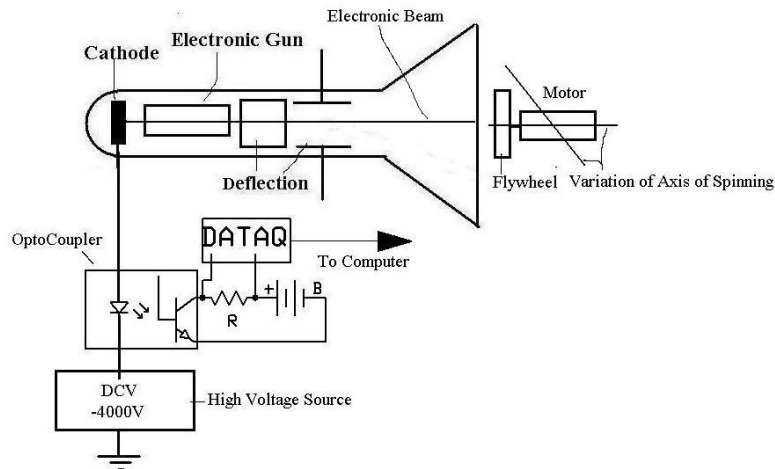 Electronic Beam
Electronic Gun
Cathode
Motor
Deflection
Flywheel
Variation of Axis of Spinning
OptoCoupler
DATAQ
To Computer
+
B
R
DCV
-4000V
High Voltage Source